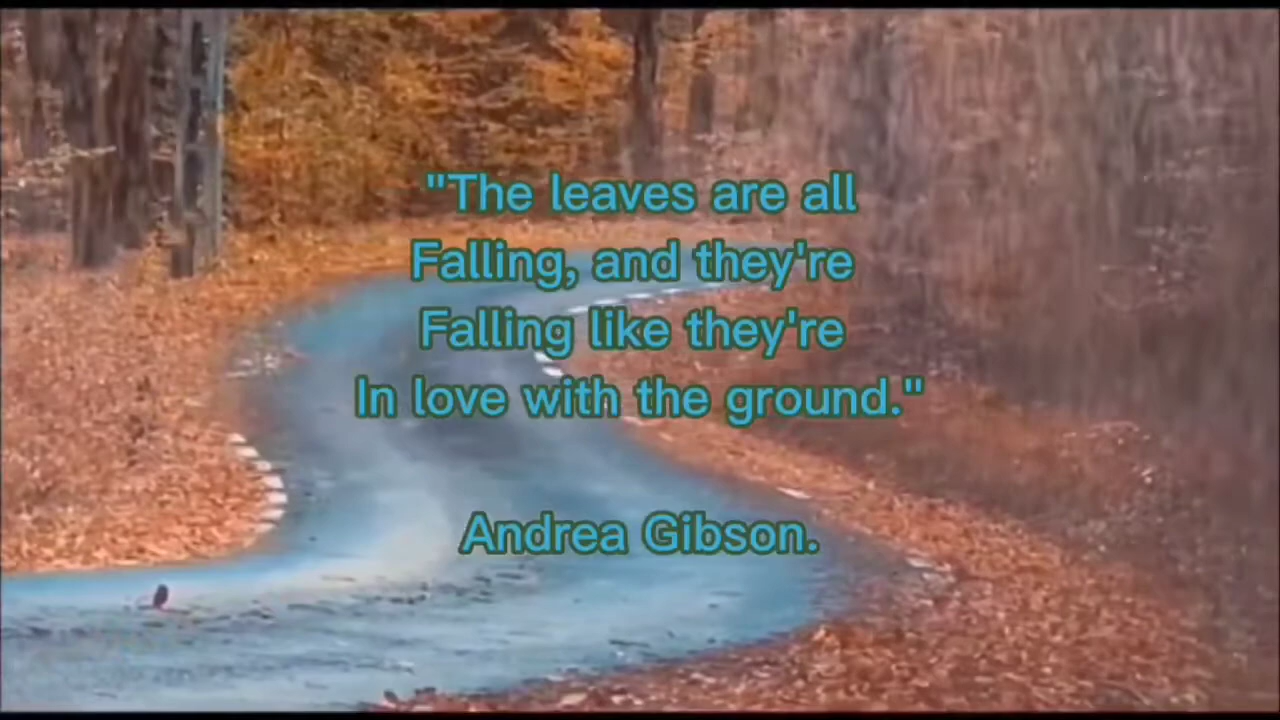 "The leaves are all
Falling, and they're
Falling like they're
In love with the ground."
Andrea Gibson.